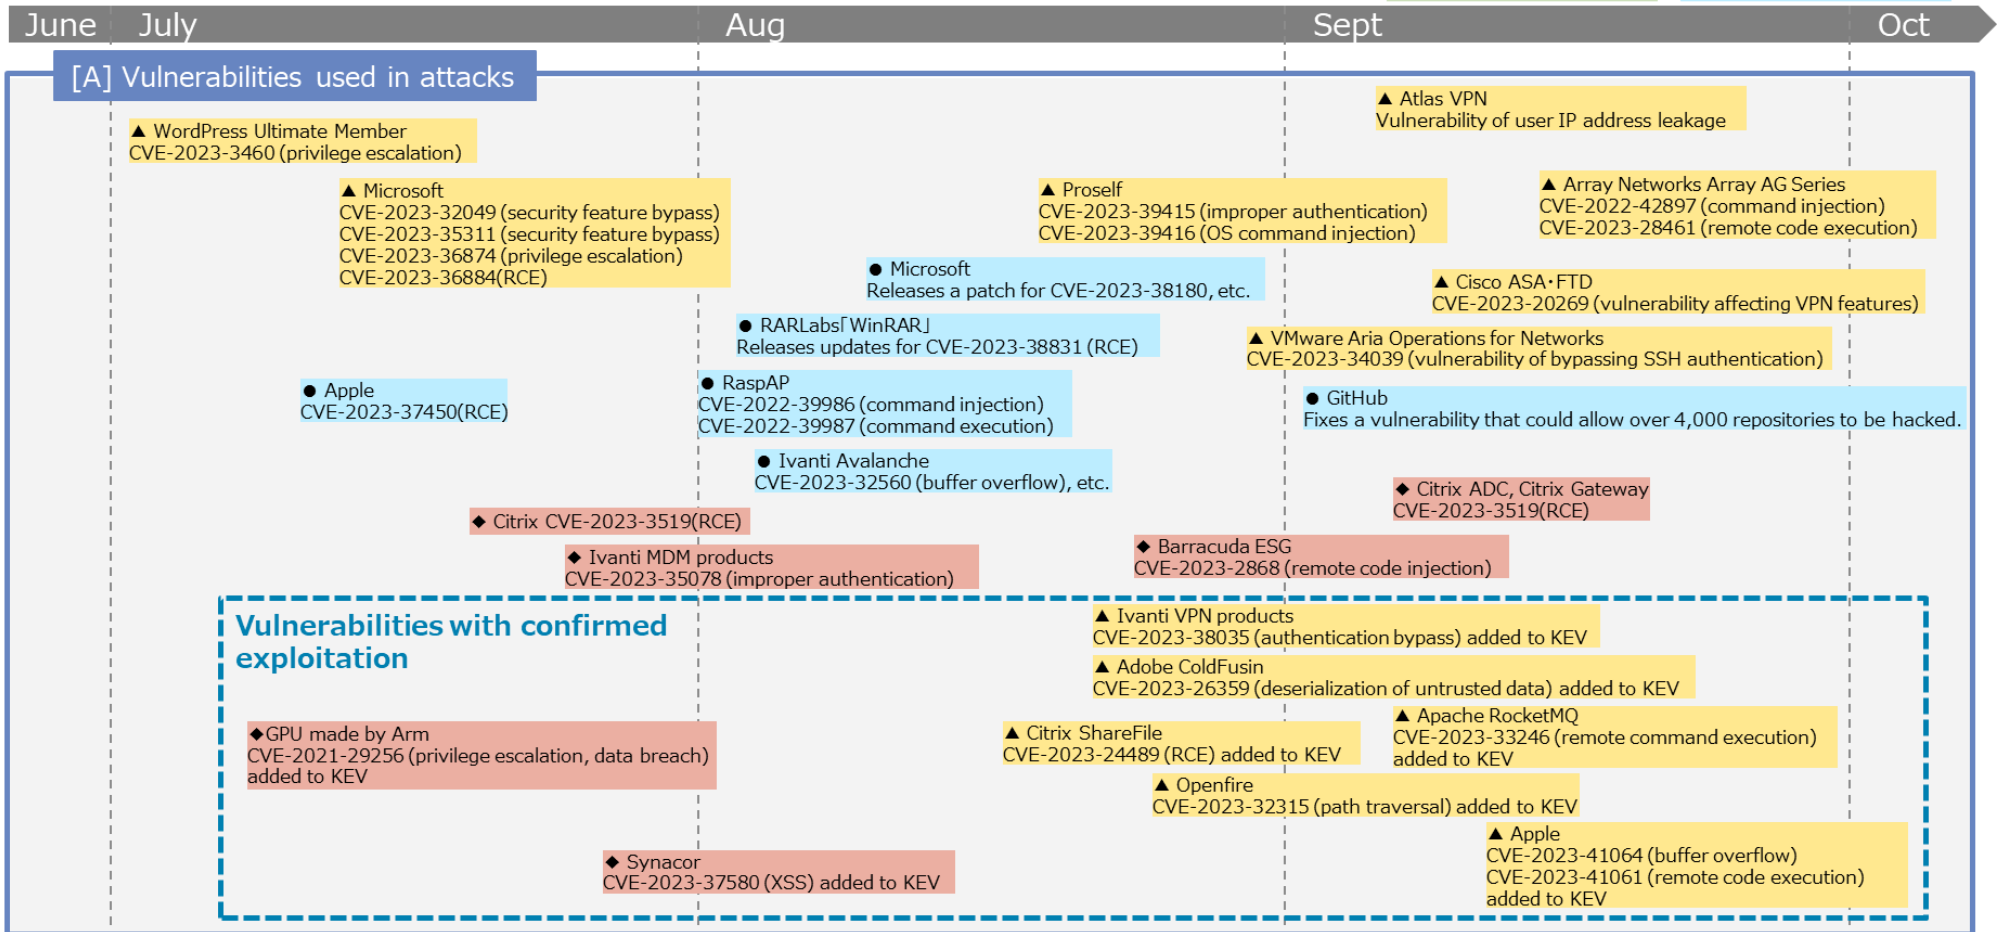 June July Aug Sept Oct
[A] Vulnerabilities used in attacks
▲ Atlas VPN
Vulnerability of user IP address leakage
▲ WordPress Ultimate Member
CVE-2023-3460 (privilege escalation)
▲ Microsoft
CVE-2023-32049 (security feature bypass)
CVE-2023-35311 (security feature bypass)
CVE-2023-36874 (privilege escalation)
CVE-2023-36884(RCE)
▲ Proself
CVE-2023-39415 (improper authentication)
CVE-2023-39416 (OS command injection)
▲ Array Networks Array AG Series
CVE-2022-42897 (command injection)
CVE-2023-28461 (remote code execution)
● Microsoft
Releases a patch for CVE-2023-38180, etc.
▲ Cisco ASA・FTD
CVE-2023-20269 (vulnerability affecting VPN features)
● RARLabs「WinRAR」
Releases updates for CVE-2023-38831 (RCE)
▲ VMware Aria Operations for Networks
CVE-2023-34039 (vulnerability of bypassing SSH authentication)
● Apple
CVE-2023-37450(RCE)
● RaspAP
CVE-2022-39986 (command injection)
CVE-2022-39987 (command execution)
● GitHub
Fixes a vulnerability that could allow over 4,000 repositories to be hacked.
● Ivanti Avalanche
CVE-2023-32560 (buffer overflow), etc.
◆ Citrix ADC, Citrix Gateway
CVE-2023-3519(RCE)
◆ Citrix CVE-2023-3519(RCE)
◆ Ivanti MDM products
CVE-2023-35078 (improper authentication)
◆ Barracuda ESG
CVE-2023-2868 (remote code injection)
Vulnerabilities with confirmed
exploitation
▲ Ivanti VPN products
CVE-2023-38035 (authentication bypass) added to KEV
▲ Adobe ColdFusin
CVE-2023-26359 (deserialization of untrusted data) added to KEV
◆GPU made by Arm
CVE-2021-29256 (privilege escalation, data breach)
added to KEV
▲ Citrix ShareFile
CVE-2023-24489 (RCE) added to KEV
▲ Apache RocketMQ
CVE-2023-33246 (remote command execution)
added to KEV
▲ Openfire
CVE-2023-32315 (path traversal) added to KEV
◆ Synacor
CVE-2023-37580 (XSS) added to KEV
▲ Apple
CVE-2023-41064 (buffer overflow)
CVE-2023-41061 (remote code execution)
added to KEV